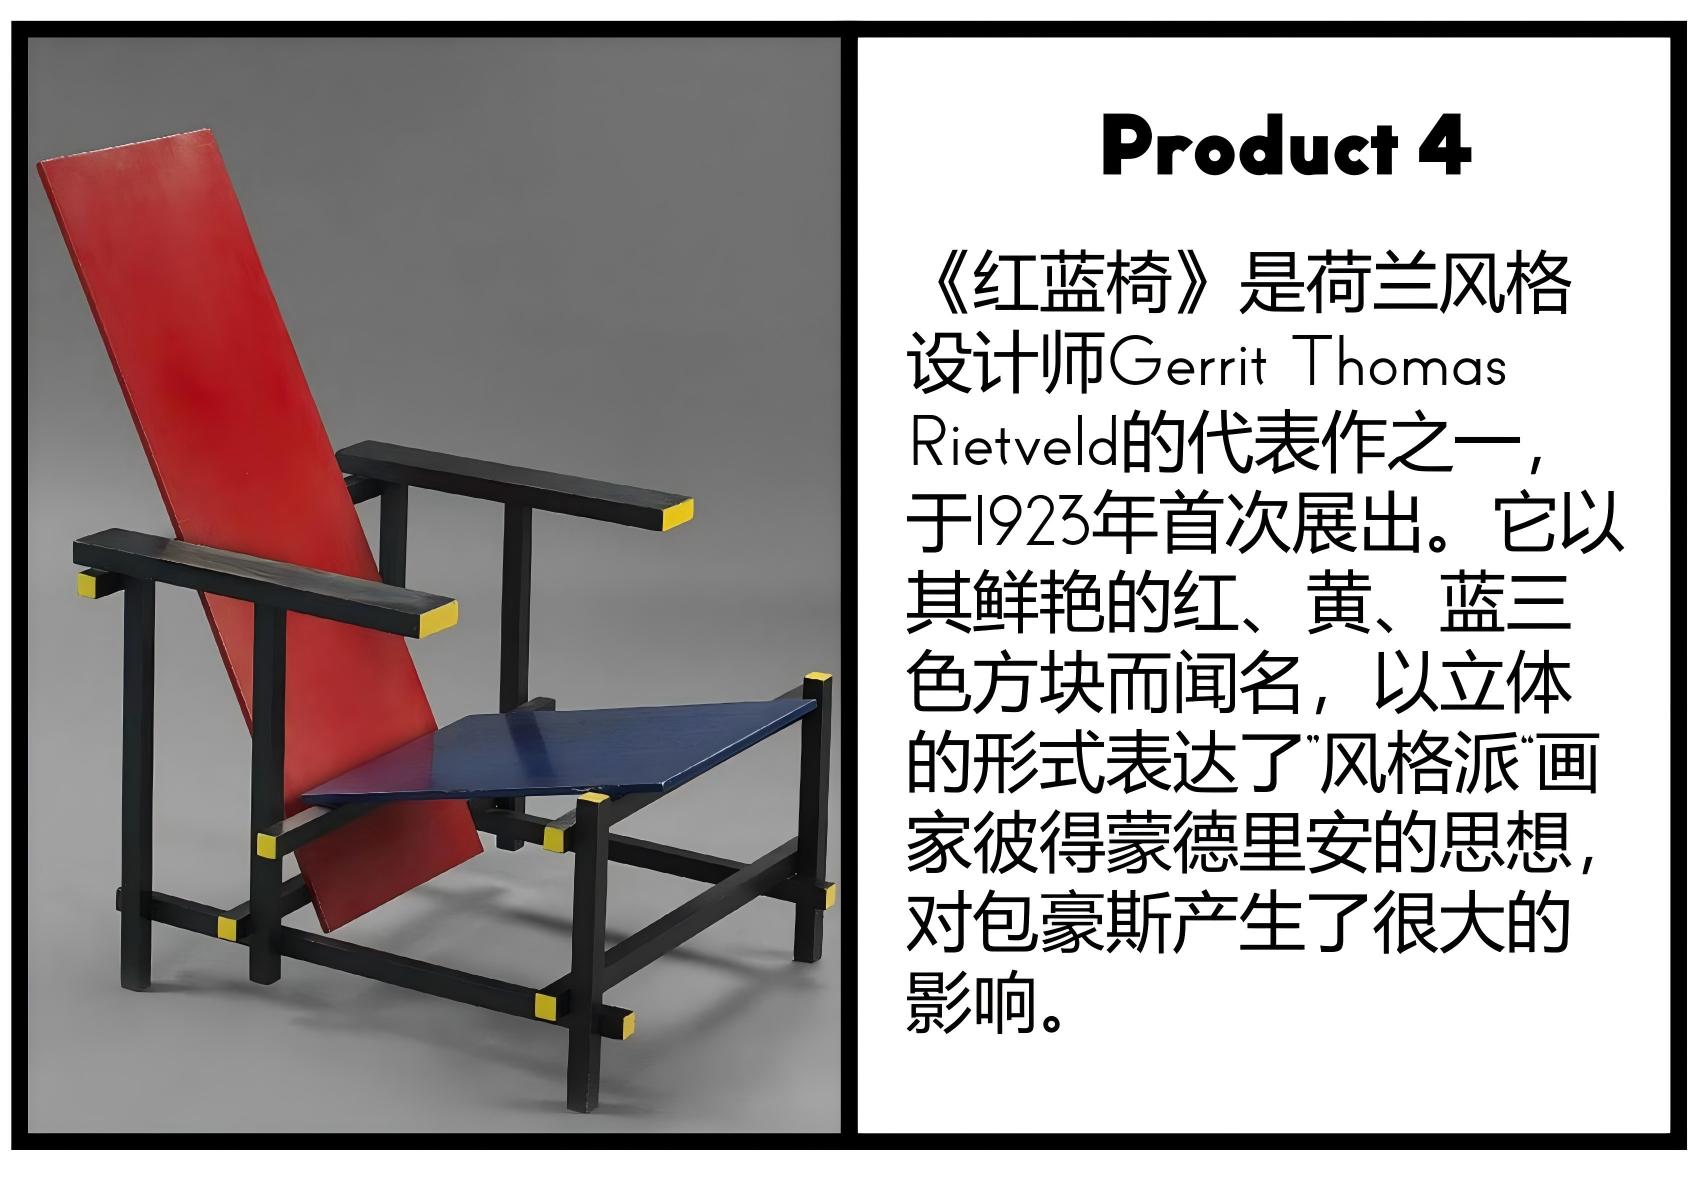 Product 4
《红蓝椅》是荷兰风格
设计师Gerrit Thomas
Rietveld的代表作之一，
于1923年首次展出。它以
其鲜艳的红、黄、蓝三
色方块而闻名，以立体
的形式表达了”风格派“画
家彼得蒙德里安的思想，
对包豪斯产生了很大的
影响。